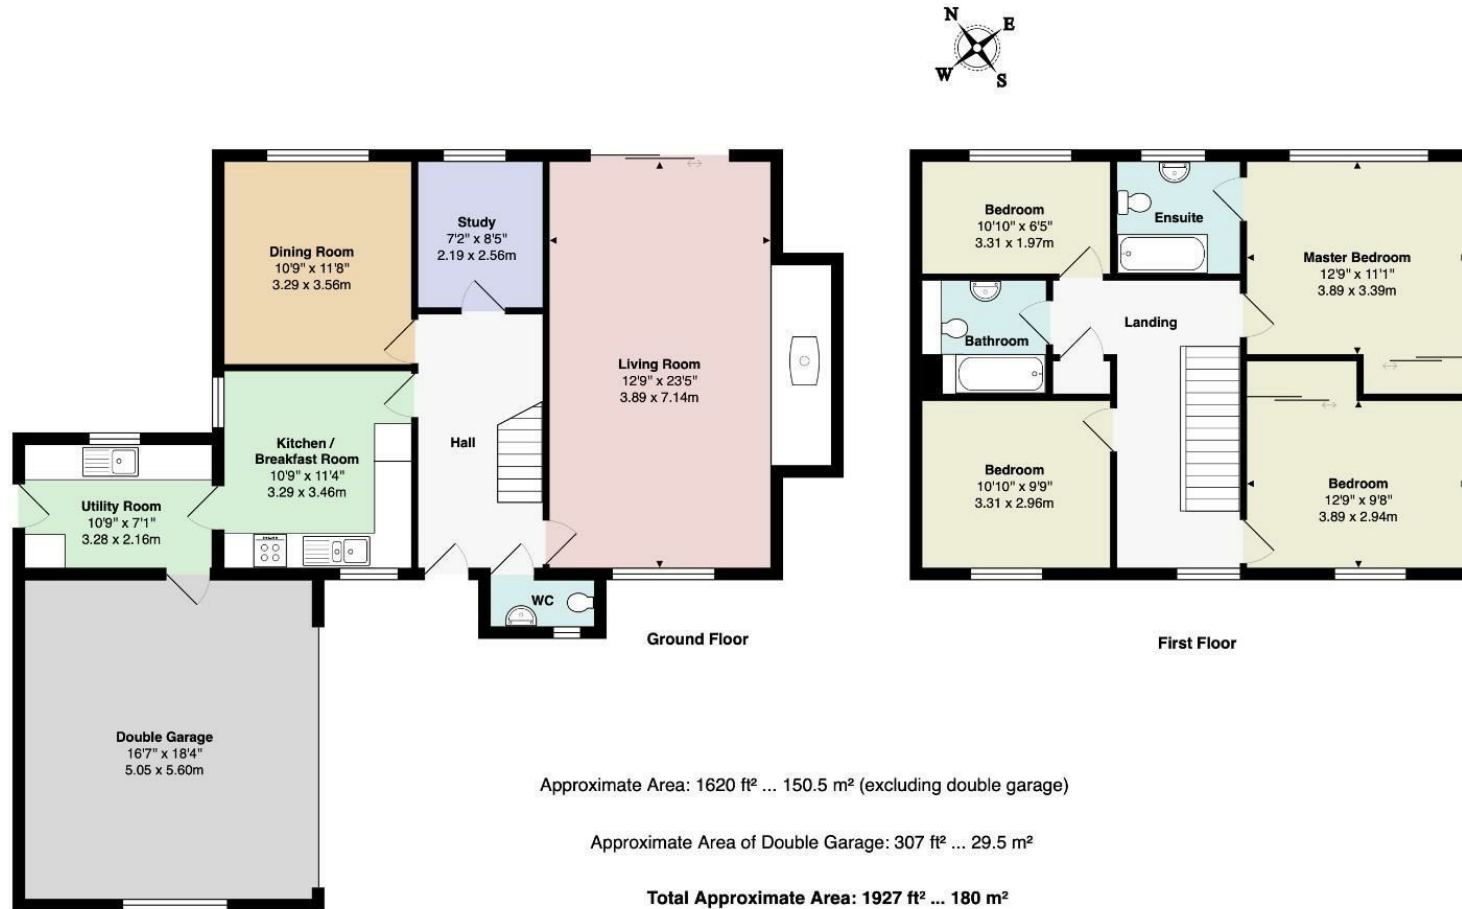 N
E
W
S
Dining Room
10'9" x 11'8"
3.29 x 3.56m
Study
7'2" x 8'5"
2.19 x 2.56m
Living Room
12'9" x 23'5"
3.89 x 7.14m
Kitchen /
Breakfast Room
10'9" x 11'4"
3.29 x 3.46m
Hall
Utility Room
10'9" x 7'1"
3.28 x 2.16m
WC
Double Garage
16'7" x 18'4"
5.05 x 5.60m
Ground Floor
Bedroom
10'10" x 6'5"
3.31 x 1.97m
Ensuite
Master Bedroom
12'9" x 11'1"
3.89 x 3.39m
Bathroom
Landing
Bedroom
10'10" x 9'9"
3.31 x 2.96m
Bedroom
12'9" x 9'8"
3.89 x 2.94m
First Floor
Approximate Area: 1620 ft² ... 150.5 m² (excluding double garage)
Approximate Area of Double Garage: 307 ft² ... 29.5 m²
Total Approximate Area: 1927 ft² ... 180 m²